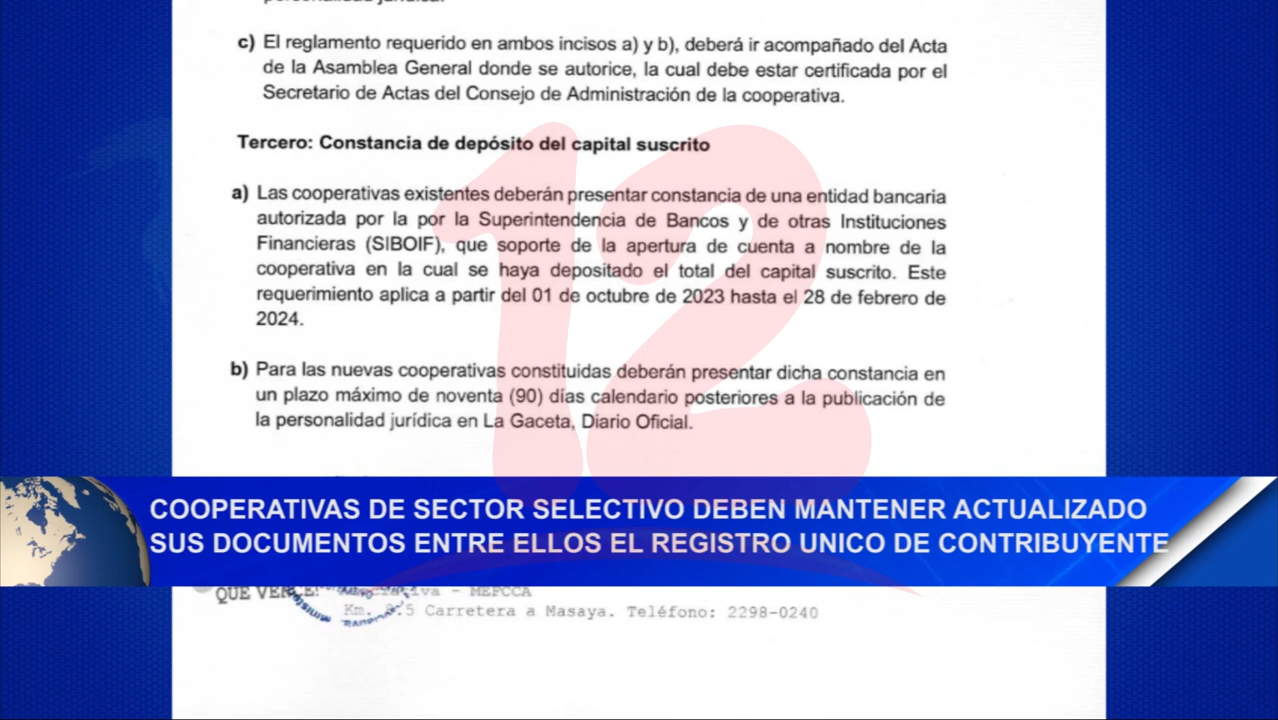 personalidad jurídica.
c) El reglamento requerido en ambos incisos a) y b), deberá ir acompañado del Acta
de la Asamblea General donde se autorice, la cual debe estar certificada por el
Secretario de Actas del Consejo de Administración de la cooperativa.
Tercero: Constancia de depósito del capital suscrito
a) Las cooperativas existentes deberán presentar constancia de una entidad bancaria
autorizada por la por la Superintendencia de Bancos y de otras Instituciones
Financieras (SIBOIF), que soporte de la apertura de cuenta a nombre de la
cooperativa en la cual se haya depositado el total del capital suscrito. Este
requerimiento aplica a partir del 01 de octubre de 2023 hasta el 28 de febrero de
2024.
b) Para las nuevas cooperativas constituidas deberán presentar dicha constancia en
un plazo máximo de noventa (90) días calendario posteriores a la publicación de
la personalidad jurídica en La Gaceta, Diario Oficial.
12
COOPERATIVAS DE SECTOR SELECTIVO DEBEN MANTENER ACTUALIZADO
SUS DOCUMENTOS ENTRE ELLOS EL REGISTRO UNICO DE CONTRIBUYENTE
QUE VENCE! - MEFCCA
Km. 8.5 Carretera a Masaya. Teléfono: 2298-0240